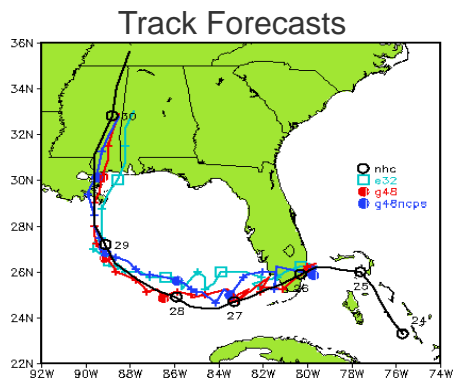 Track Forecasts
36N
34N
32N
30N
28N
26N
24N
22N
92W 90W 88W 86W 84W 82W 80W 78W 76W 74W 72W
nhc
e32
g48
g48ncps
30
29
28
27
26
25
24